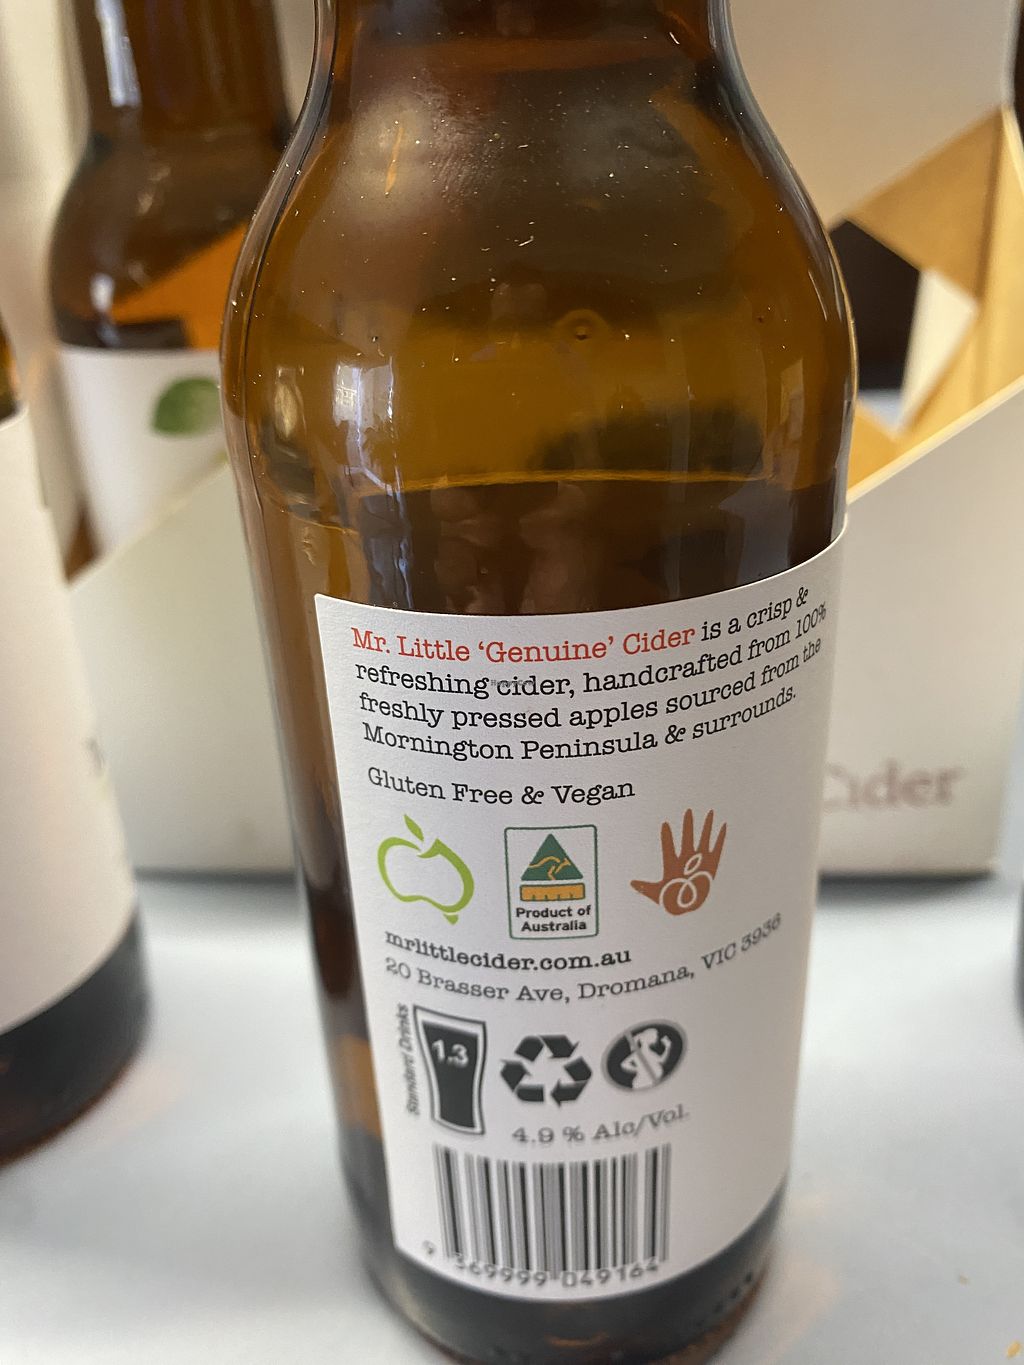 Mr. Little ‘Genuine’ Cider is a crisp &
refreshing cider, handcrafted from 100%
freshly pressed apples sourced from the
Mornington Peninsula & surrounds.
Gluten Free & Vegan
Product of
Australia
Cider
mrlittlecider.com.au
20 Brasser Ave, Dromana, VIC 3936
Standard Drinks
1.3
4.9 % Alc/Vol.
9 369999 049164